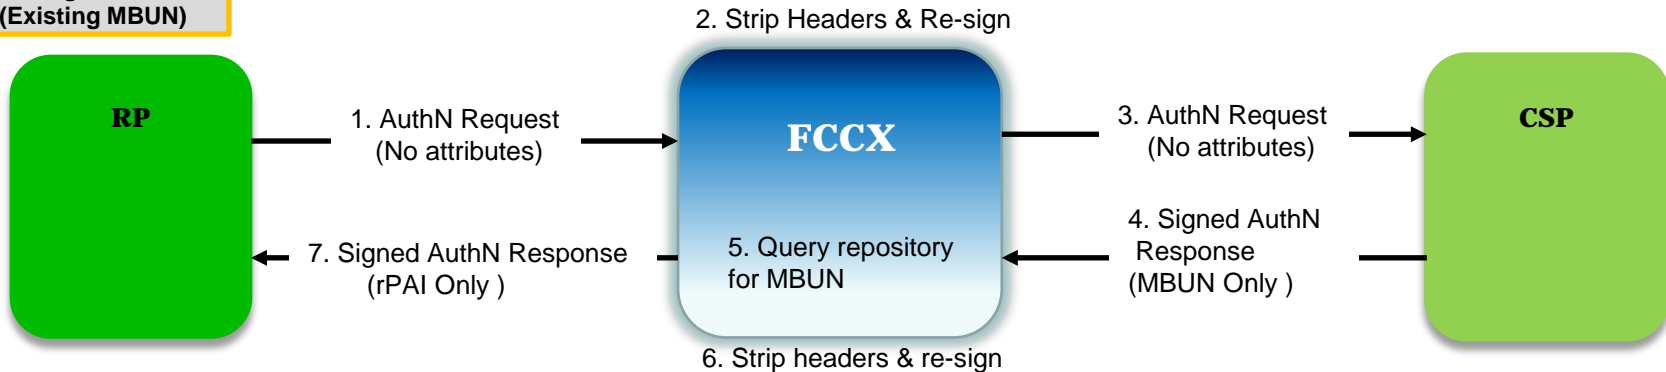 (Existing MBUN)
2. Strip Headers & Re-sign
RP
1. AuthN Request
(No attributes)
FCCX
3. AuthN Request
(No attributes)
CSP
7. Signed AuthN Response
(rPAI Only )
5. Query repository
for MBUN
4. Signed AuthN
Response
(MBUN Only )
6. Strip headers & re-sign